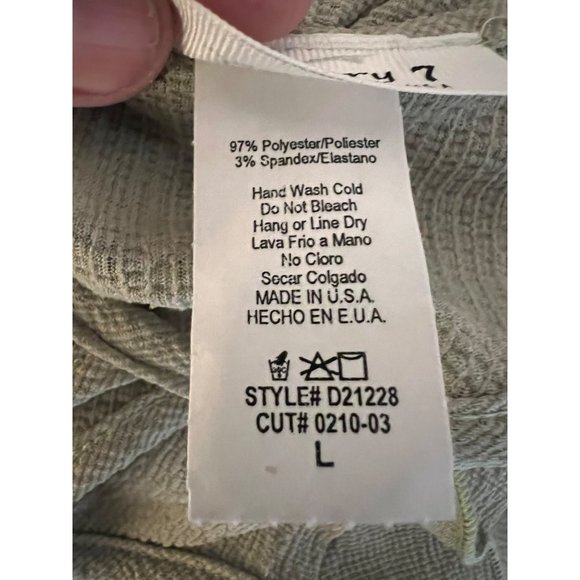 97% Polyester/Poliester
3% Spandex/Elastano
Hand Wash Cold
Do Not Bleach
Hang or Line Dry
Lava Frio a Mano
No Cloro
Secar Colgado
MADE IN U.S.A.
HECHO EN E.U.A.
STYLE# D21228
CUT# 0210-03
L